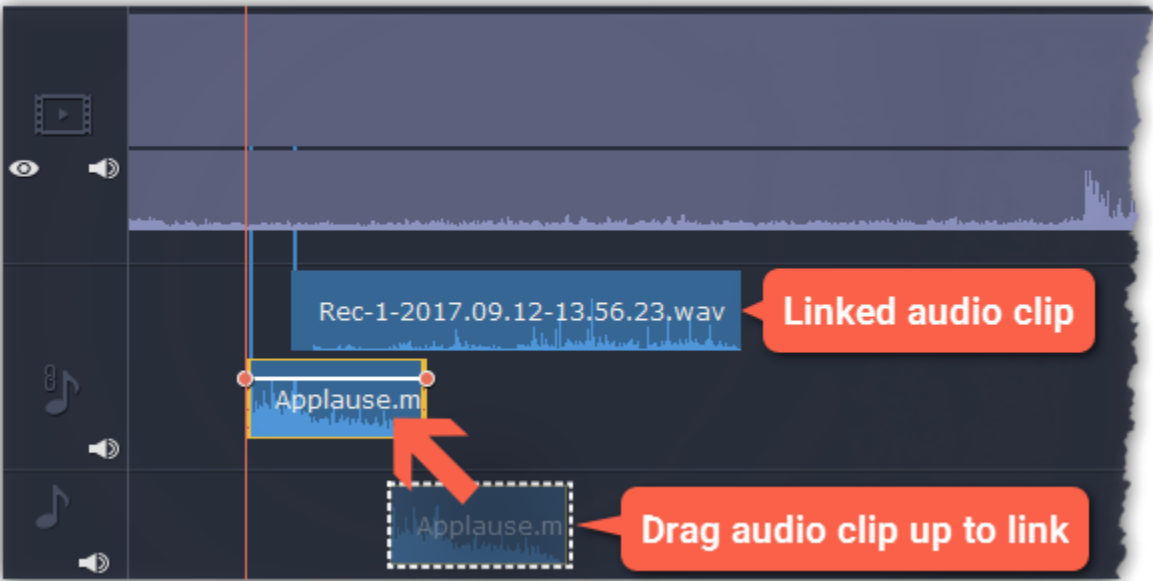 Rec-1-2017.09.12-13.56.23.wav
Linked audio clip
Applause.m
Applause.m
Drag audio clip up to link